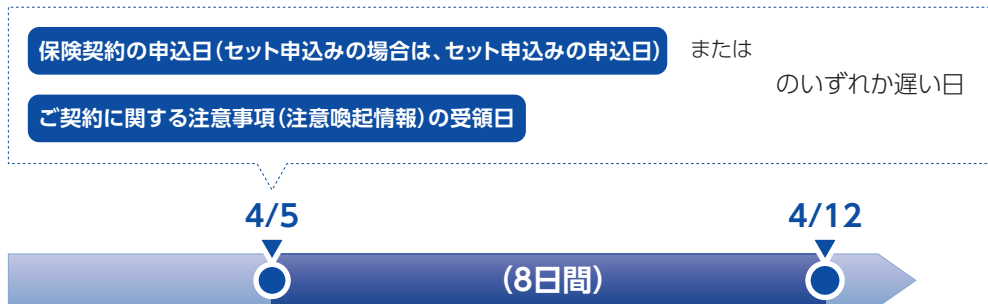 保険契約の申込日(セット申込みの場合は、セット申込みの申込日) または
のいずれか遅い日
ご契約に関する注意事項(注意喚起情報)の受領日
4/5 4/12
(8日間)